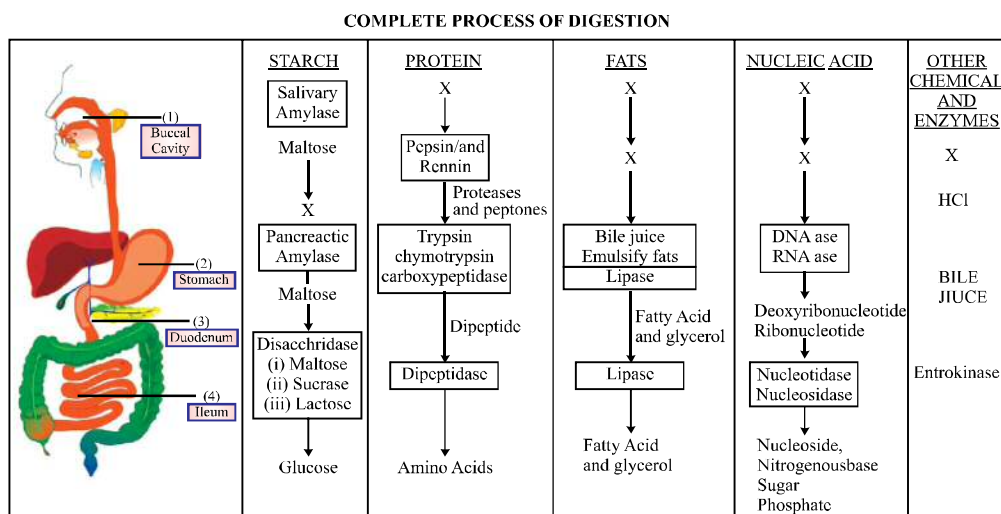 COMPLETE PROCESS OF DIGESTION
(1)
Buccal
Cavity
(2)
Stomach
(3)
Duodenum
(4)
Ileum
STARCH
Salivary
Amylase
Maltose
X
Pancreactic
Amylase
Maltose
Disacchridase
(i) Maltose
(ii) Sucrase
(iii) Lactose
Glucose
PROTEIN
X
Pepsin/and
Rennin
Proteases
and peptones
Trypsin
chymotrypsin
carboxypeptidase
Dipeptide
Dipeptidase
Amino Acids
FATS
X
X
Bile juice
Emulsify fats
Lipase
Fatty Acid
and glycerol
Lipase
Fatty Acid
and glycerol
NUCLEIC ACID
X
X
DNA ase
RNA ase
Deoxyribonucleotide
Ribonucleotide
Nucleotidase
Nucleosidase
Nucleoside,
Nitrogenousbase
Sugar
Phosphate
OTHER
CHEMICAL
AND
ENZYMES
X
HCl
BILE
JIUCE
Entrokinase